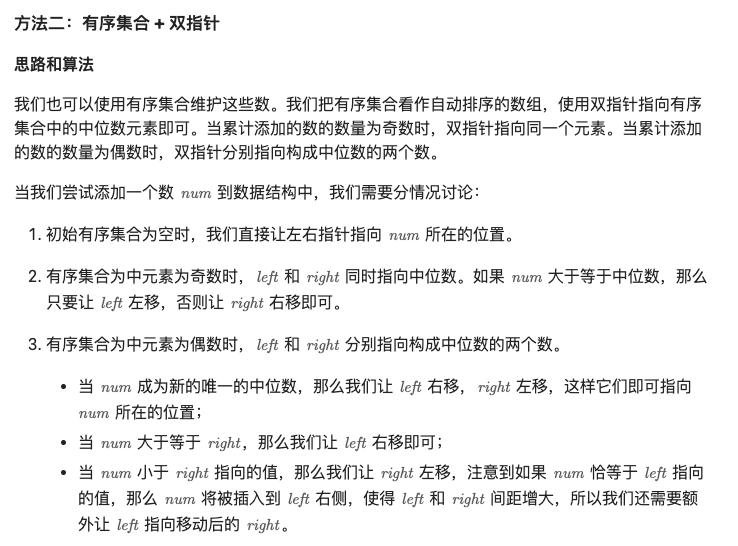 方法二：有序集合 + 双指针
思路和算法
我们也可以使用有序集合维护这些数。我们把有序集合看作自动排序的数组，使用双指针指向有序
集合中的中位数元素即可。当累计添加的数的数量为奇数时，双指针指向同一个元素。当累计添加
的数的数量为偶数时，双指针分别指向构成中位数的两个数。
当我们尝试添加一个数 num 到数据结构中，我们需要分情况讨论：
1. 初始有序集合为空时，我们直接让左右指针指向 num 所在的位置。
2. 有序集合为中元素为奇数时，left 和 right 同时指向中位数。如果 num 大于等于中位数，那么
只要让 left 左移，否则让 right 右移即可。
3. 有序集合为中元素为偶数时，left 和 right 分别指向构成中位数的两个数。
• 当 num 成为新的唯一的中位数，那么我们让 left 右移，right 左移，这样它们即可指向
num 所在的位置；
• 当 num 大于等于 right，那么我们让 left 右移即可；
• 当 num 小于 right 指向的值，那么我们让 right 左移，注意到如果 num 恰等于 left 指向
的值，那么 num 将被插入到 left 右侧，使得 left 和 right 间距增大，所以我们还需要额
外让 left 指向移动后的 right。